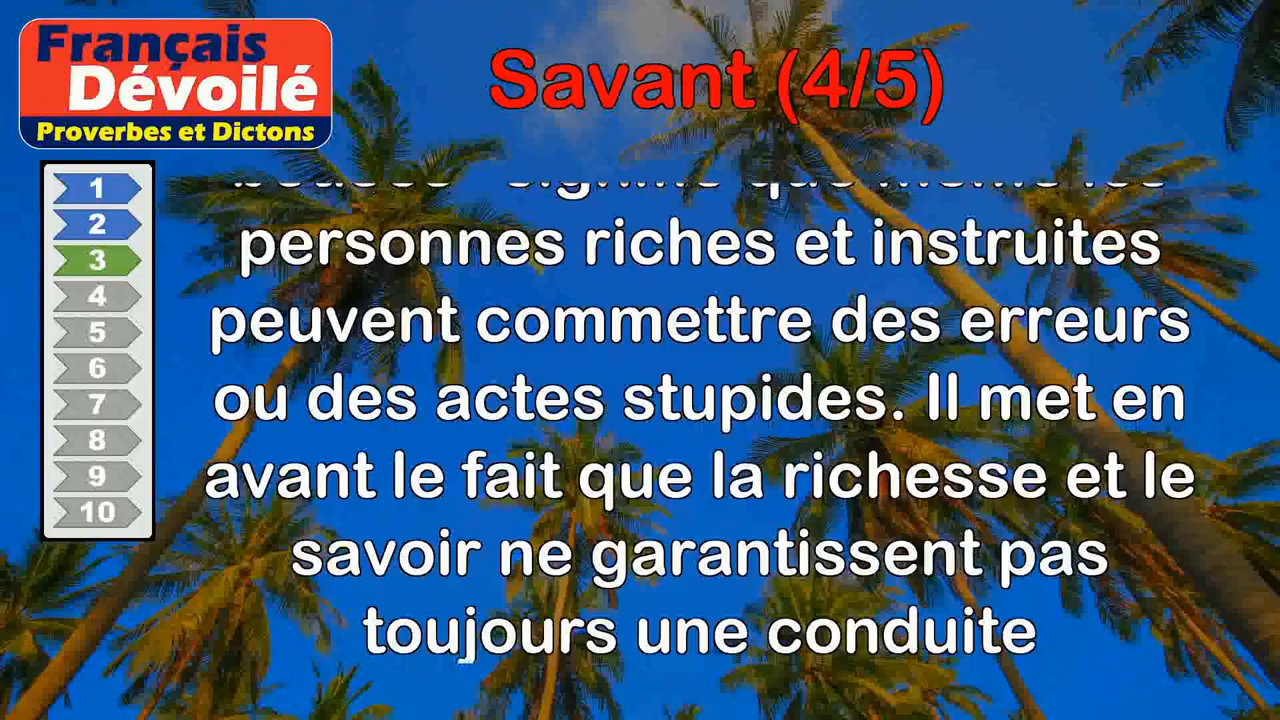 Français
Dévoilé
Proverbes et Dictons
Savant (4/5)
1
2
3
4
5
6
7
8
9
10
personnes riches et instruites
peuvent commettre des erreurs
ou des actes stupides. Il met en
avant le fait que la richesse et le
savoir ne garantissent pas
toujours une conduite